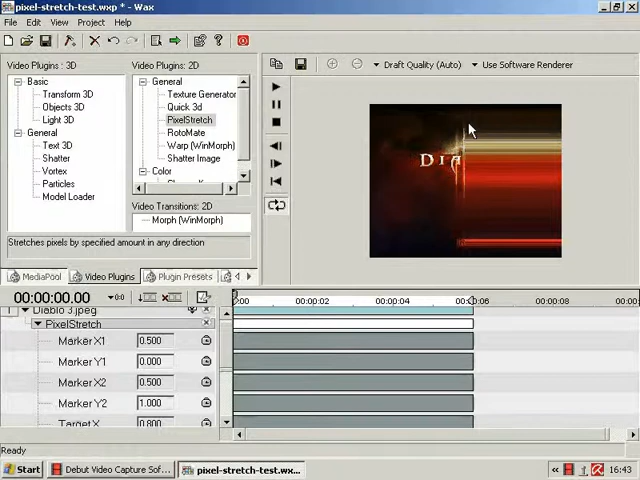 pixel-stretch-test.wxp * - Wax
File Edit View Project Help
Video Plugins : 3D
Basic
Transform 3D
Objects 3D
Light 3D
General
Text 3D
Shatter
Vortex
Particles
Model Loader
Video Plugins: 2D
General
Texture Generator
Quick 3d
PixelStretch
RotoMate
Warp (WinMorph)
Shatter Image
Color
Video Transitions: 2D
Morph (WinMorph)
Stretches pixels by specified amount in any direction
MediaPool Video Plugins Plugin Presets
Draft Quality (Auto) Use Software Renderer
DIA
00:00:00.00 :0:0 :00 00:00:02 00:00:04 00:00:06 00:00:08 00:00:
Diablo 3.jpeg
PixelStretch
Marker X1 0.500
Marker Y1 0.000
Marker X2 0.500
Marker Y2 1.000
Target X 0.800
Ready
Start Debut Video Capture Sof... pixel-stretch-test.wx... « 16:43